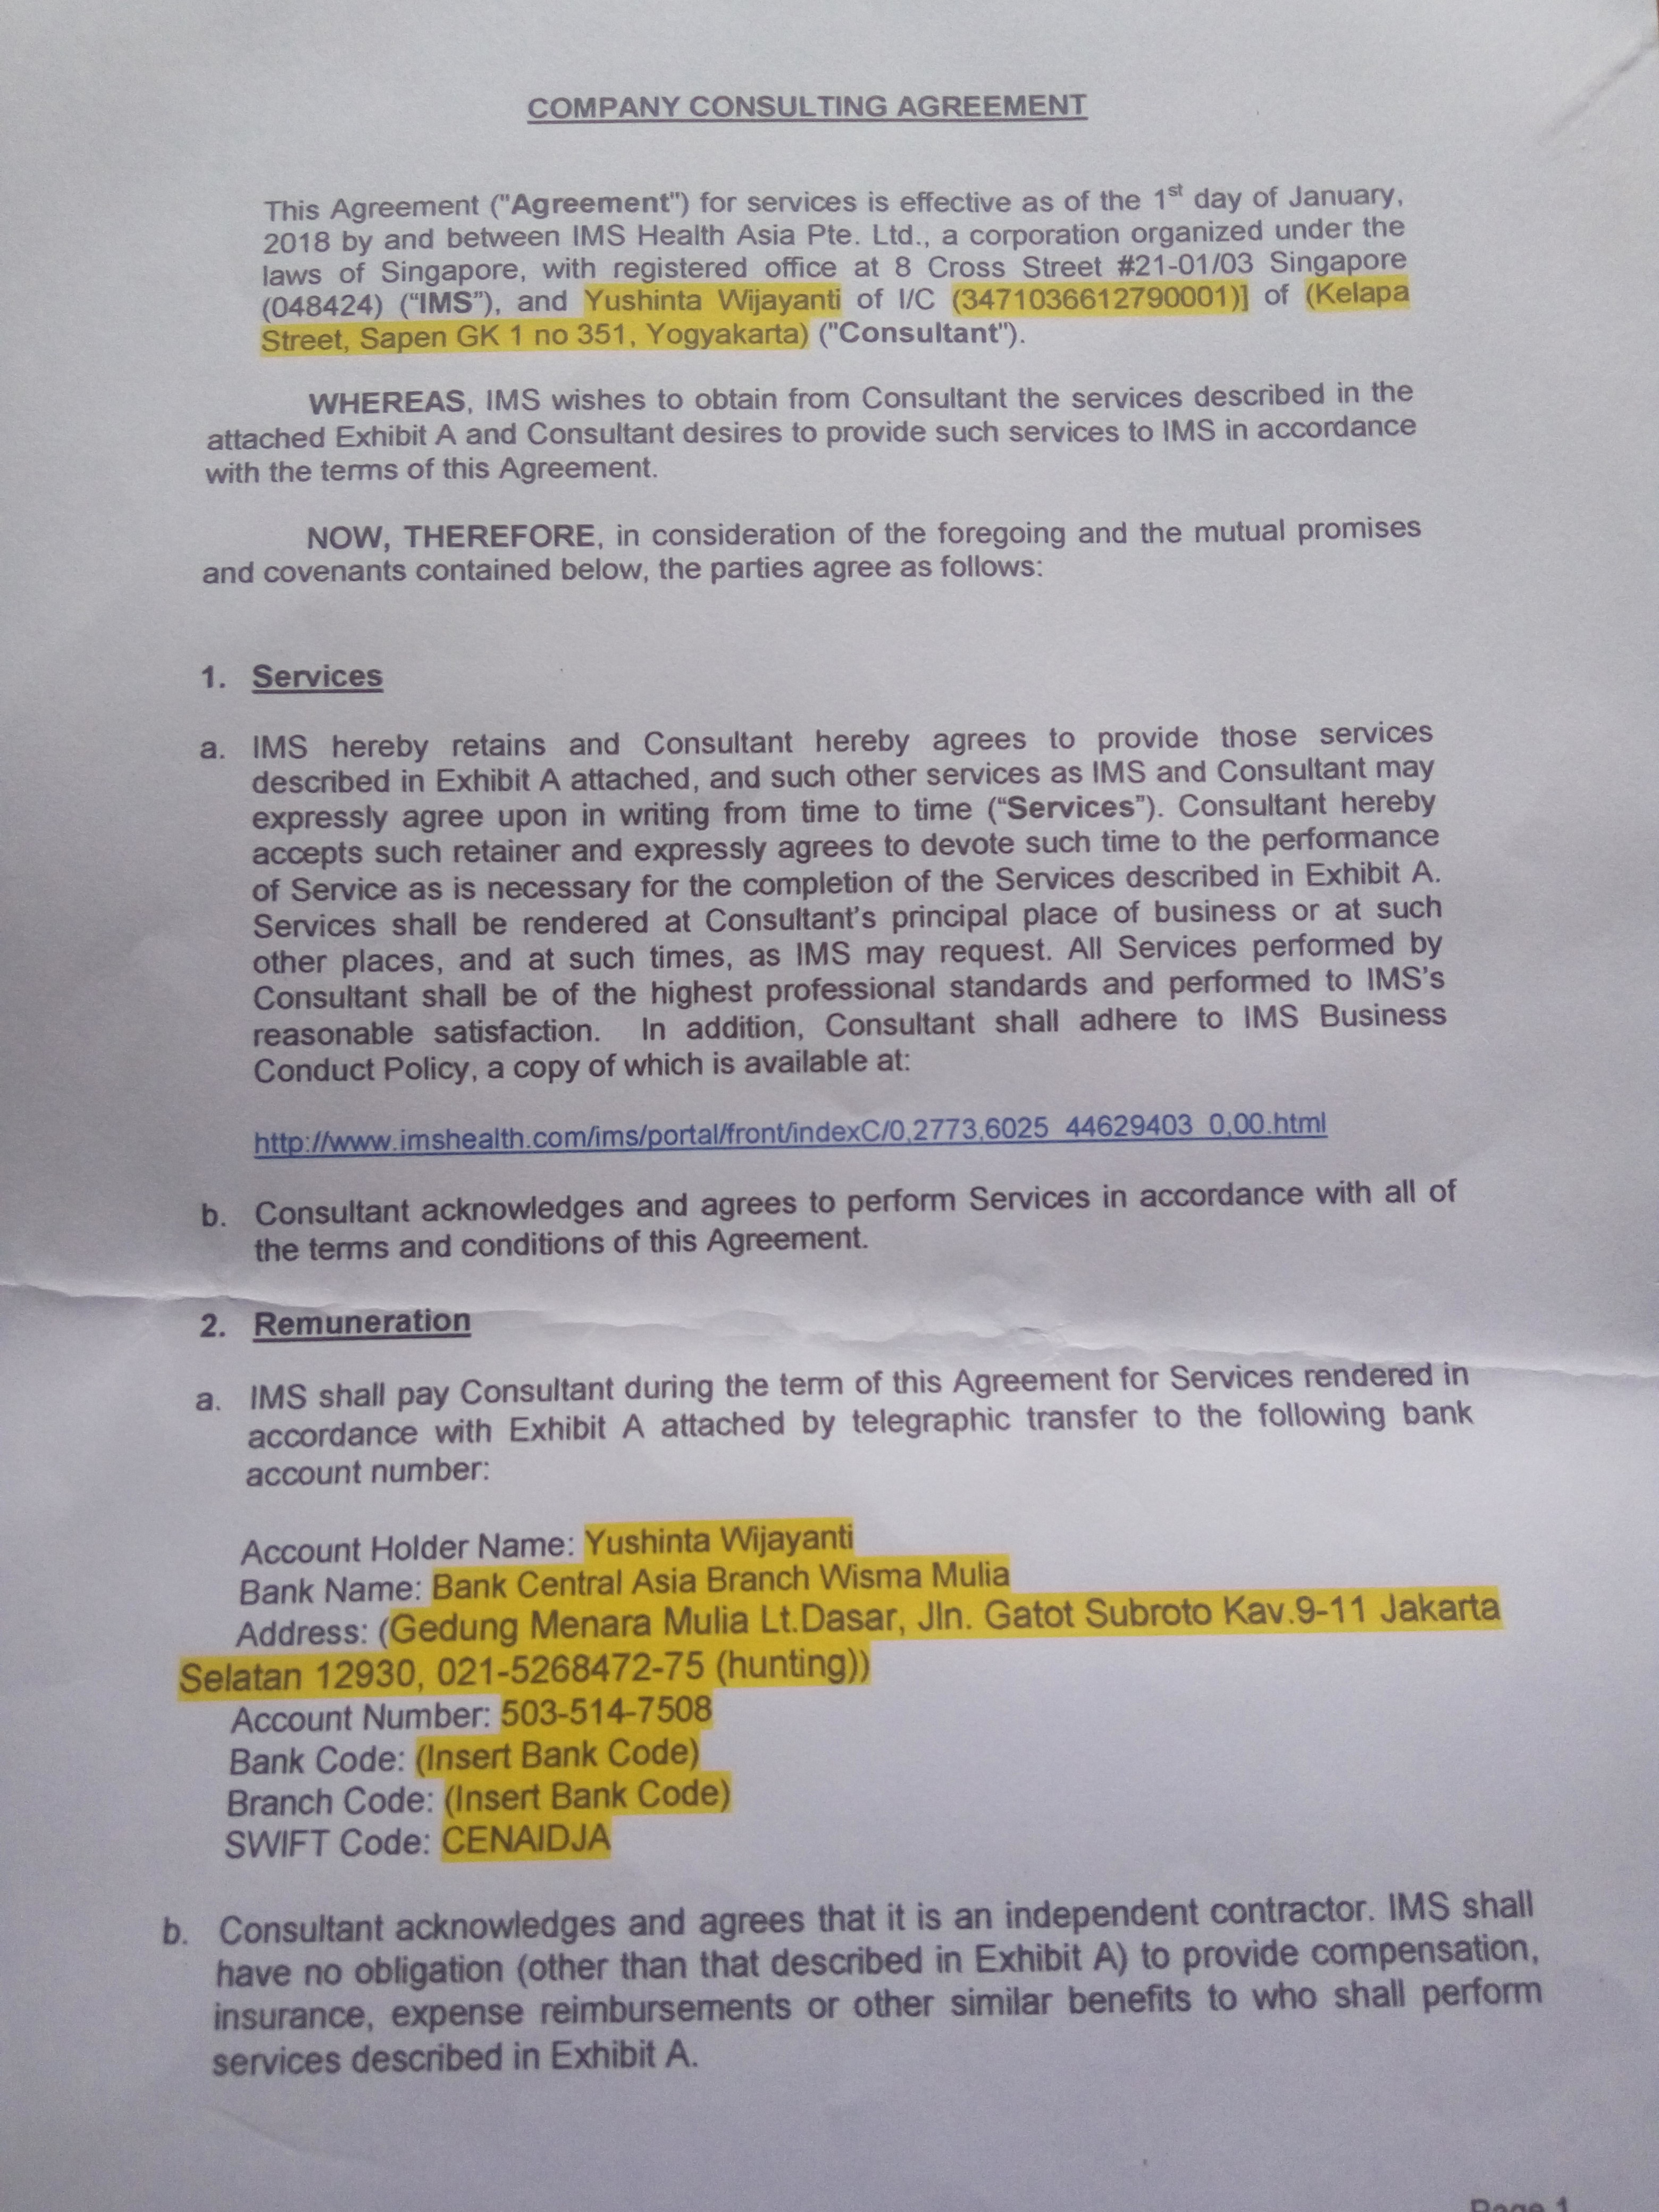 COMPANY CONSULTING AGREEMENT
This Agreement ("Agreement") for services is effective as of the 1st day of January,
2018 by and between IMS Health Asia Pte. Ltd., a corporation organized under the
laws of Singapore, with registered office at 8 Cross Street #21-01/03 Singapore
(048424) (“IMS”), and Yushinta Wijayanti of I/C (3471036612790001)] of (Kelapa
Street, Sapen GK 1 no 351, Yogyakarta) ("Consultant").
WHEREAS, IMS wishes to obtain from Consultant the services described in the
attached Exhibit A and Consultant desires to provide such services to IMS in accordance
with the terms of this Agreement.
NOW, THEREFORE, in consideration of the foregoing and the mutual promises
and covenants contained below, the parties agree as follows:
1. Services
a. IMS hereby retains and Consultant hereby agrees to provide those services
described in Exhibit A attached, and such other services as IMS and Consultant may
expressly agree upon in writing from time to time (“Services”). Consultant hereby
accepts such retainer and expressly agrees to devote such time to the performance
of Service as is necessary for the completion of the Services described in Exhibit A.
Services shall be rendered at Consultant’s principal place of business or at such
other places, and at such times, as IMS may request. All Services performed by
Consultant shall be of the highest professional standards and performed to IMS’s
reasonable satisfaction. In addition, Consultant shall adhere to IMS Business
Conduct Policy, a copy of which is available at:
http://www.imshealth.com/ims/portal/front/indexC/0,2773,6025_44629403_0,00.html
b. Consultant acknowledges and agrees to perform Services in accordance with all of
the terms and conditions of this Agreement.
2. Remuneration
a. IMS shall pay Consultant during the term of this Agreement for Services rendered in
accordance with Exhibit A attached by telegraphic transfer to the following bank
account number:
Account Holder Name: Yushinta Wijayanti
Bank Name: Bank Central Asia Branch Wisma Mulia
Address: (Gedung Menara Mulia Lt.Dasar, Jln. Gatot Subroto Kav.9-11 Jakarta
Selatan 12930, 021-5268472-75 (hunting))
Account Number: 503-514-7508
Bank Code: (Insert Bank Code)
Branch Code: (Insert Bank Code)
SWIFT Code: CENAIDJA
b. Consultant acknowledges and agrees that it is an independent contractor. IMS shall
have no obligation (other than that described in Exhibit A) to provide compensation,
insurance, expense reimbursements or other similar benefits to who shall perform
services described in Exhibit A.
Page 1